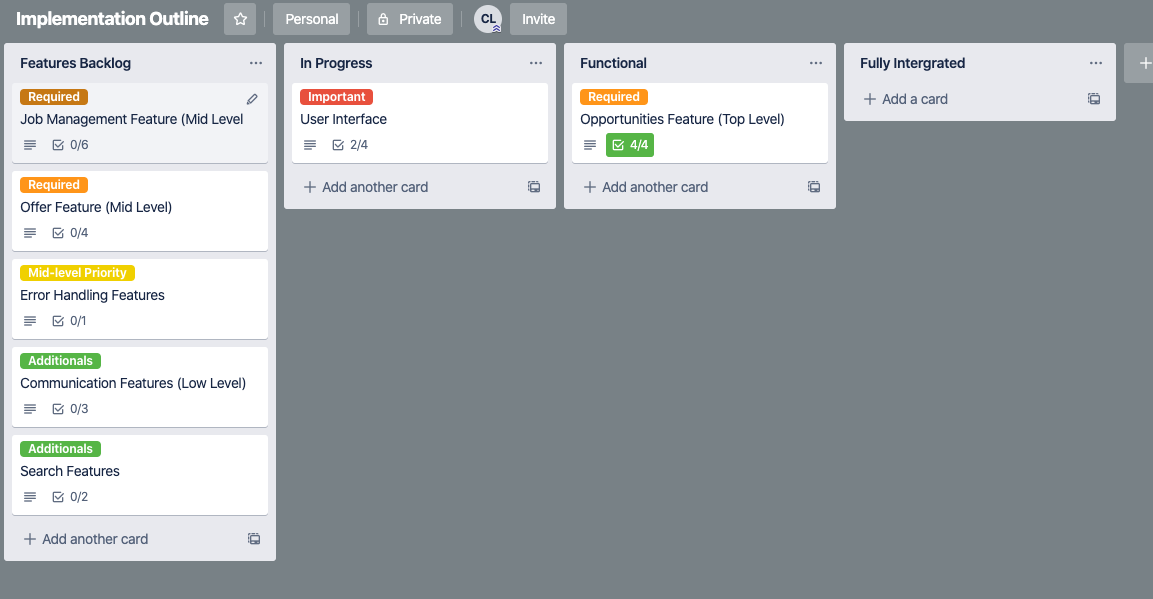 Implementation Outline
Personal
Private
CL
Invite
Features Backlog
Required
Job Management Feature (Mid Level
0/6
Required
Offer Feature (Mid Level)
0/4
Mid-level Priority
Error Handling Features
0/1
Additionals
Communication Features (Low Level)
0/3
Additionals
Search Features
0/2
+ Add another card
In Progress
Important
User Interface
2/4
+ Add another card
Functional
Required
Opportunities Feature (Top Level)
4/4
+ Add another card
Fully Intergrated
+ Add a card
+